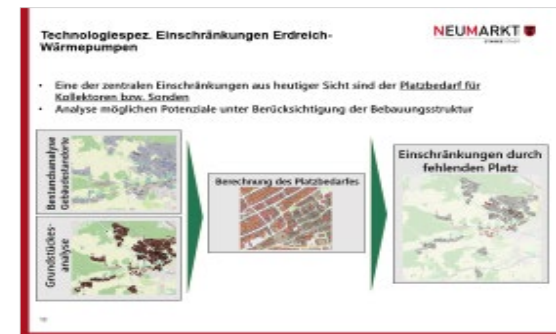 Technologiespez. Einschränkungen Erdreich-
Wärmepumpen
NEUMARKT
• Eine der zentralen Einschränkungen aus heutiger Sicht sind der Platzbedarf für
Kollektoren bzw. Sonden
• Analyse möglichen Potenziale unter Berücksichtigung der Bebauungsstruktur
Bestandsanalyse
Gebäudestandorte
Grundstückes-
analyse
Berechnung des Platzbedarfes
Einschränkungen durch
fehlenden Platz